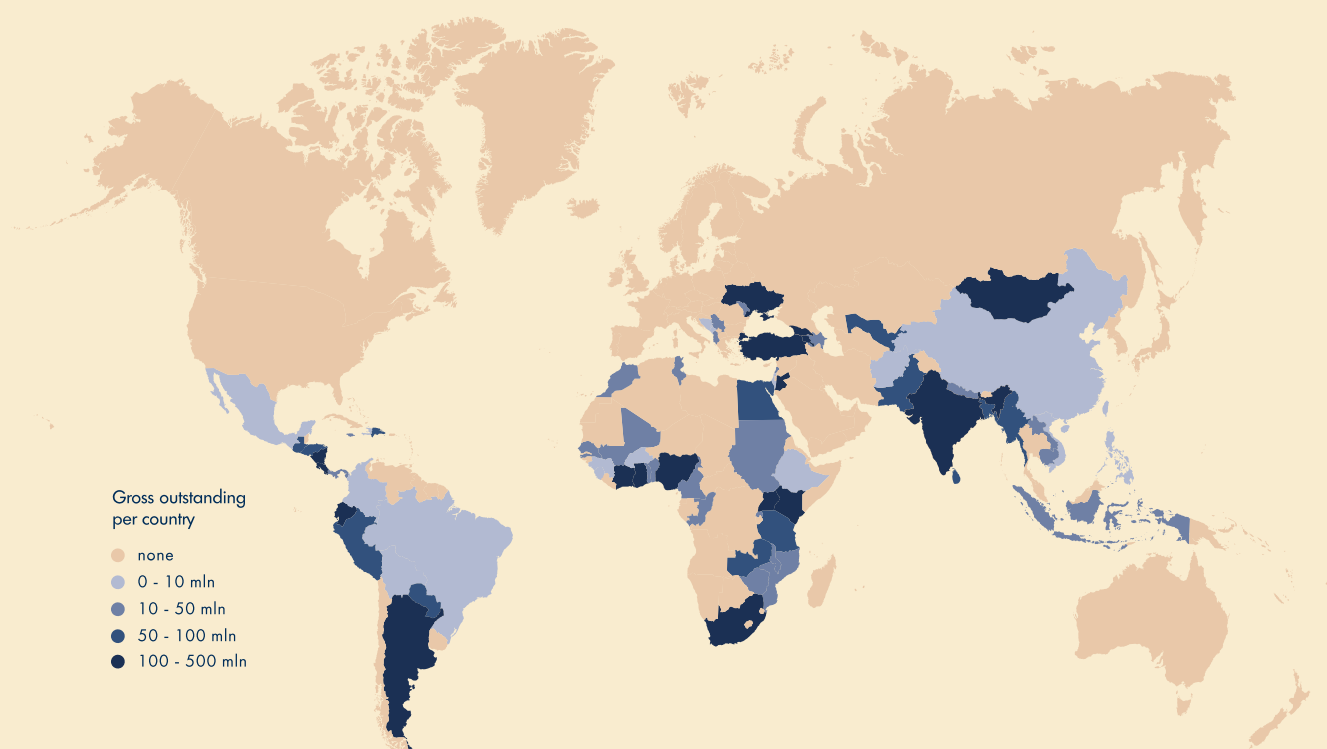 Gross outstanding
per country
none
0 - 10 mln
10 - 50 mln
50 - 100 mln
100 - 500 mln